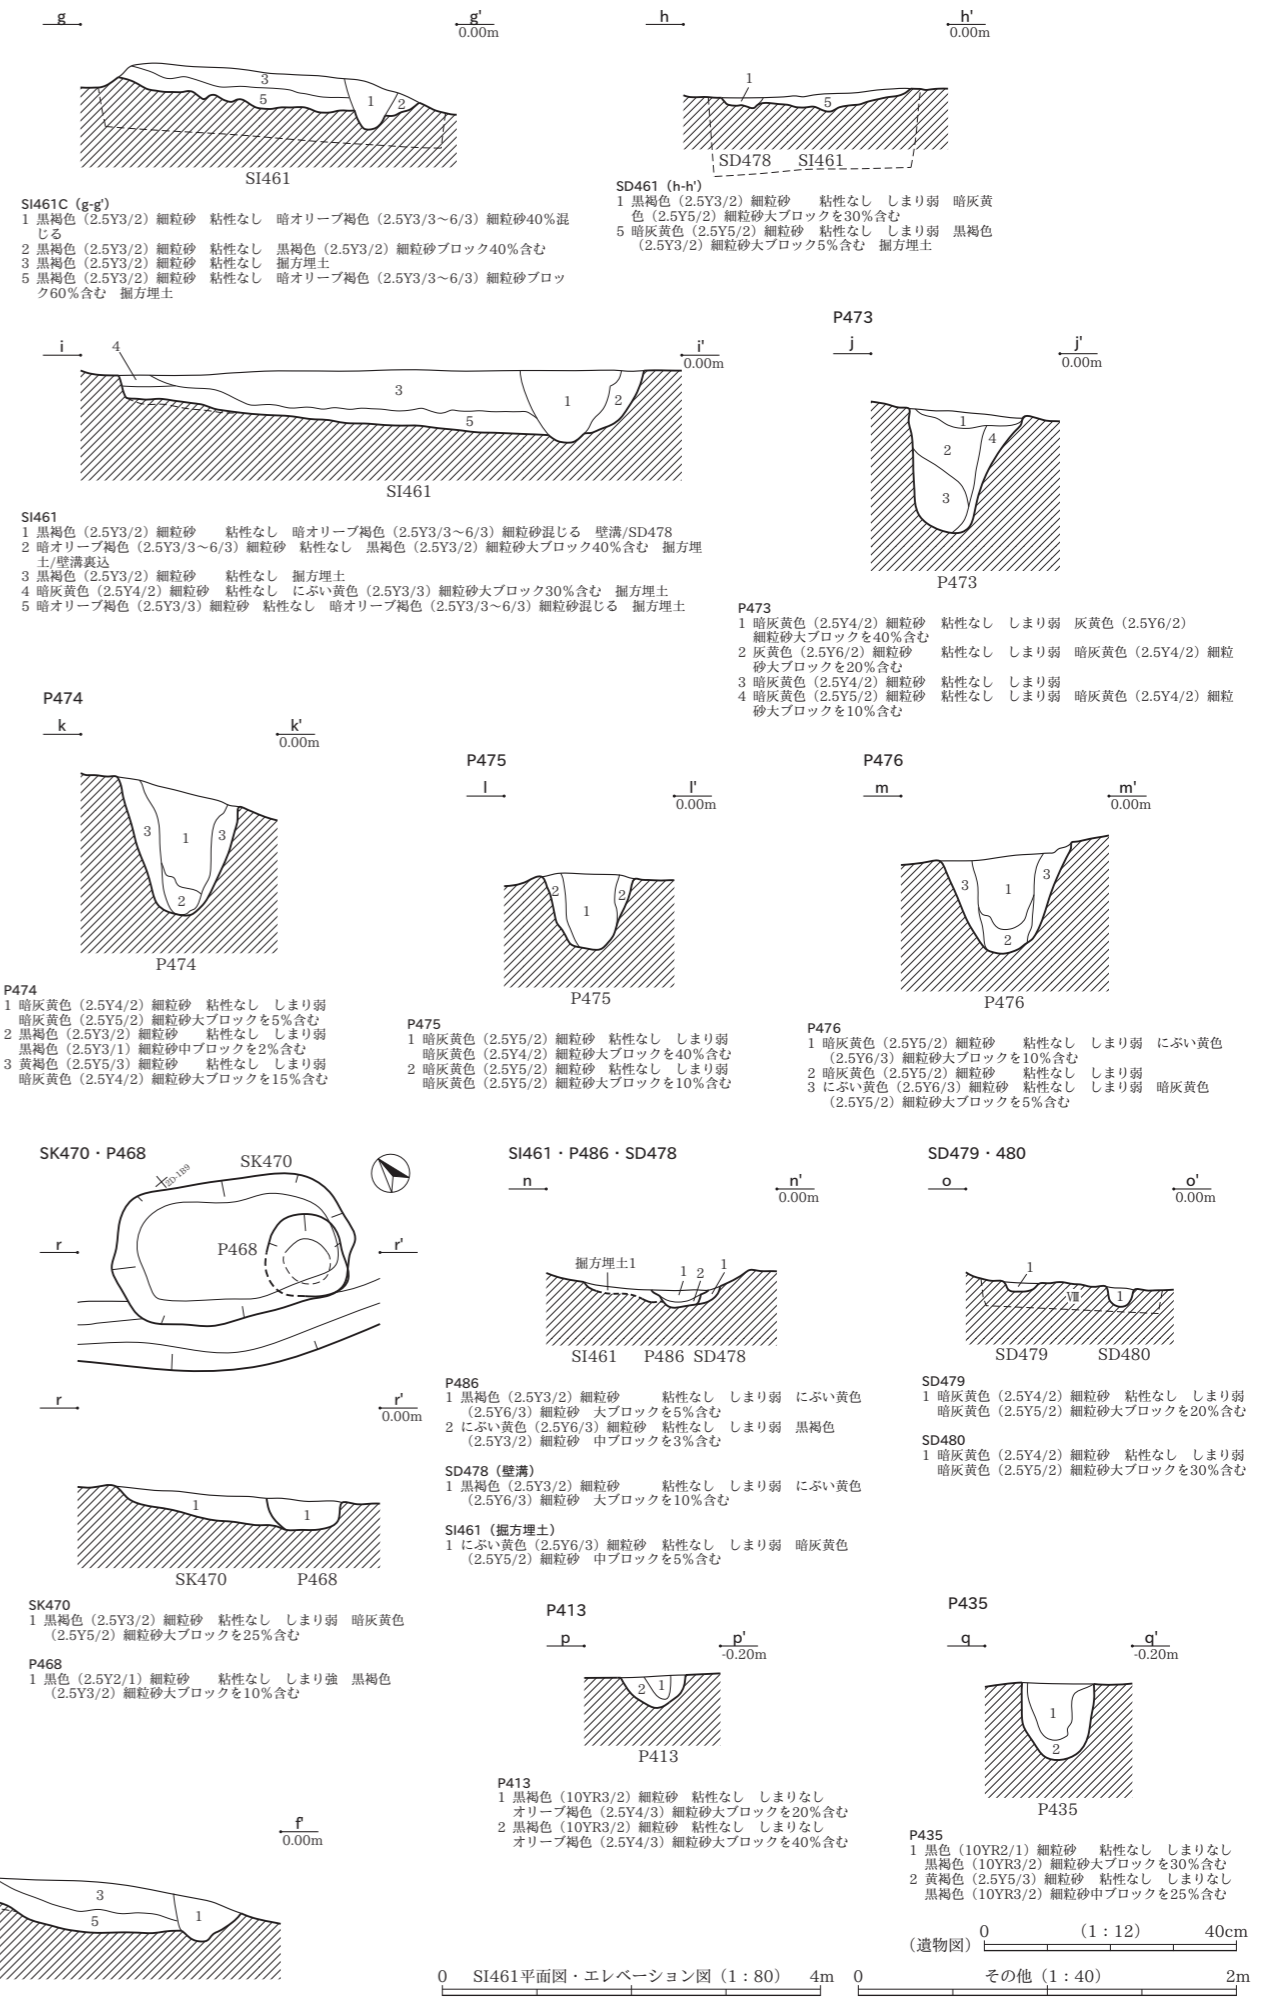 g g'
0.00m
3
5
1
2
SI461
SI461C（g-g'）
1 黒褐色（2.5Y3/2）細粒砂　粘性なし　暗オリーブ褐色（2.5Y3/3〜6/3）細粒砂40％混
じる
2 黒褐色（2.5Y3/2）細粒砂　粘性なし　黒褐色（2.5Y3/2）細粒砂ブロック40％含む
3 黒褐色（2.5Y3/2）細粒砂　粘性なし　掘方埋土
5 黒褐色（2.5Y3/2）細粒砂　粘性なし　暗オリーブ褐色（2.5Y3/3〜6/3）細粒砂ブロッ
ク60％含む　掘方埋土
h h'
0.00m
1
5
SD478 SI461
SD461（h-h'）
1 黒褐色（2.5Y3/2）細粒砂　　粘性なし　しまり弱　暗灰黄
色（2.5Y5/2）細粒砂大ブロックを30％含む
5 暗灰黄色（2.5Y5/2）細粒砂　粘性なし　しまり弱　黒褐色
（2.5Y3/2）細粒砂大ブロック5％含む　掘方埋土
i i'
0.00m
4
3
1
2
5
SI461
SI461
1 黒褐色（2.5Y3/2）細粒砂　　粘性なし　暗オリーブ褐色（2.5Y3/3〜6/3）細粒砂混じる　壁溝/SD478
2 暗オリーブ褐色（2.5Y3/3〜6/3）細粒砂　粘性なし　黒褐色（2.5Y3/2）細粒砂大ブロック40％含む　掘方埋
土/壁溝裏込
3 黒褐色（2.5Y3/2）細粒砂　　粘性なし　掘方埋土
4 暗灰黄色（2.5Y4/2）細粒砂　粘性なし　にぶい黄色（2.5Y3/3）細粒砂大ブロック30％含む　掘方埋土
5 暗オリーブ褐色（2.5Y3/3）細粒砂　粘性なし　暗オリーブ褐色（2.5Y3/3〜6/3）細粒砂混じる　掘方埋土
P473
j j'
0.00m
1
2
4
3
P473
P473
1 暗灰黄色（2.5Y4/2）細粒砂　粘性なし　しまり弱　灰黄色（2.5Y6/2）
細粒砂大ブロックを40％含む
2 灰黄色（2.5Y6/2）細粒砂　　粘性なし　しまり弱　暗灰黄色（2.5Y4/2）細粒
砂大ブロックを20％含む
3 暗灰黄色（2.5Y4/2）細粒砂　粘性なし　しまり弱
4 暗灰黄色（2.5Y5/2）細粒砂　粘性なし　しまり弱　暗灰黄色（2.5Y4/2）細粒
砂大ブロックを10％含む
P474
k k'
0.00m
3
1
3
2
P474
P474
1 暗灰黄色（2.5Y4/2）細粒砂　粘性なし　しまり弱
暗灰黄色（2.5Y5/2）細粒砂大ブロックを5％含む
2 黒褐色（2.5Y3/2）細粒砂　　粘性なし　しまり弱
黒褐色（2.5Y3/1）細粒砂中ブロックを2％含む
3 黄褐色（2.5Y5/3）細粒砂　　粘性なし　しまり弱
暗灰黄色（2.5Y4/2）細粒砂大ブロックを15％含む
P475
l l'
0.00m
2
1
2
P475
P475
1 暗灰黄色（2.5Y5/2）細粒砂　粘性なし　しまり弱
暗灰黄色（2.5Y4/2）細粒砂大ブロックを40％含む
2 暗灰黄色（2.5Y5/2）細粒砂　粘性なし　しまり弱
暗灰黄色（2.5Y5/2）細粒砂大ブロックを10％含む
P476
m m'
0.00m
3
1
3
2
P476
P476
1 暗灰黄色（2.5Y5/2）細粒砂　　粘性なし　しまり弱　にぶい黄色
（2.5Y6/3）細粒砂大ブロックを10％含む
2 暗灰黄色（2.5Y5/2）細粒砂　　粘性なし　しまり弱
3 にぶい黄色（2.5Y6/3）細粒砂　粘性なし　しまり弱　暗灰黄色
（2.5Y5/2）細粒砂大ブロックを5％含む
SK470・P468
2D-1B9
SK470
P468
r r'
r r'
0.00m
1
1
SK470 P468
SK470
1 黒褐色（2.5Y3/2）細粒砂　粘性なし　しまり弱　暗灰黄色
（2.5Y5/2）細粒砂大ブロックを25％含む
P468
1 黒色（2.5Y2/1）細粒砂　　粘性なし　しまり強　黒褐色
（2.5Y3/2）細粒砂大ブロックを10％含む
SI461・P486・SD478
n n'
0.00m
掘方埋土1
1 2 1
SI461 P486 SD478
P486
1 黒褐色（2.5Y3/2）細粒砂　　　粘性なし　しまり弱　にぶい黄色
（2.5Y6/3）細粒砂　大ブロックを5％含む
2 にぶい黄色（2.5Y6/3）細粒砂　粘性なし　しまり弱　黒褐色
（2.5Y3/2）細粒砂　中ブロックを3％含む
SD478（壁溝）
1 黒褐色（2.5Y3/2）細粒砂　　　粘性なし　しまり弱　にぶい黄色
（2.5Y6/3）細粒砂　大ブロックを10％含む
SI461（掘方埋土）
1 にぶい黄色（2.5Y6/3）細粒砂　粘性なし　しまり弱　暗灰黄色
（2.5Y5/2）細粒砂　中ブロックを5％含む
SD479・480
o o'
0.00m
1
Ⅷ
1
SD479 SD480
SD479
1 暗灰黄色（2.5Y4/2）細粒砂　粘性なし　しまり弱
暗灰黄色（2.5Y5/2）細粒砂大ブロックを20％含む
SD480
1 暗灰黄色（2.5Y4/2）細粒砂　粘性なし　しまり弱
暗灰黄色（2.5Y5/2）細粒砂大ブロックを30％含む
P413
p p'
-0.20m
2 1
P413
P413
1 黒褐色（10YR3/2）細粒砂　粘性なし　しまりなし
オリーブ褐色（2.5Y4/3）細粒砂大ブロックを20％含む
2 黒褐色（10YR3/2）細粒砂　粘性なし　しまりなし
オリーブ褐色（2.5Y4/3）細粒砂大ブロックを40％含む
P435
q q'
-0.20m
1
2
P435
P435
1 黒色（10YR2/1）細粒砂　　粘性なし　しまりなし
黒褐色（10YR3/2）細粒砂大ブロックを30％含む
2 黄褐色（2.5Y5/3）細粒砂　粘性なし　しまりなし
黒褐色（10YR3/2）細粒砂中ブロックを25％含む
f'
0.00m
3
5
1
（遺物図） 0 （1：12） 40cm
0 SI461平面図・エレベーション図（1：80） 4m
0 その他（1：40） 2m